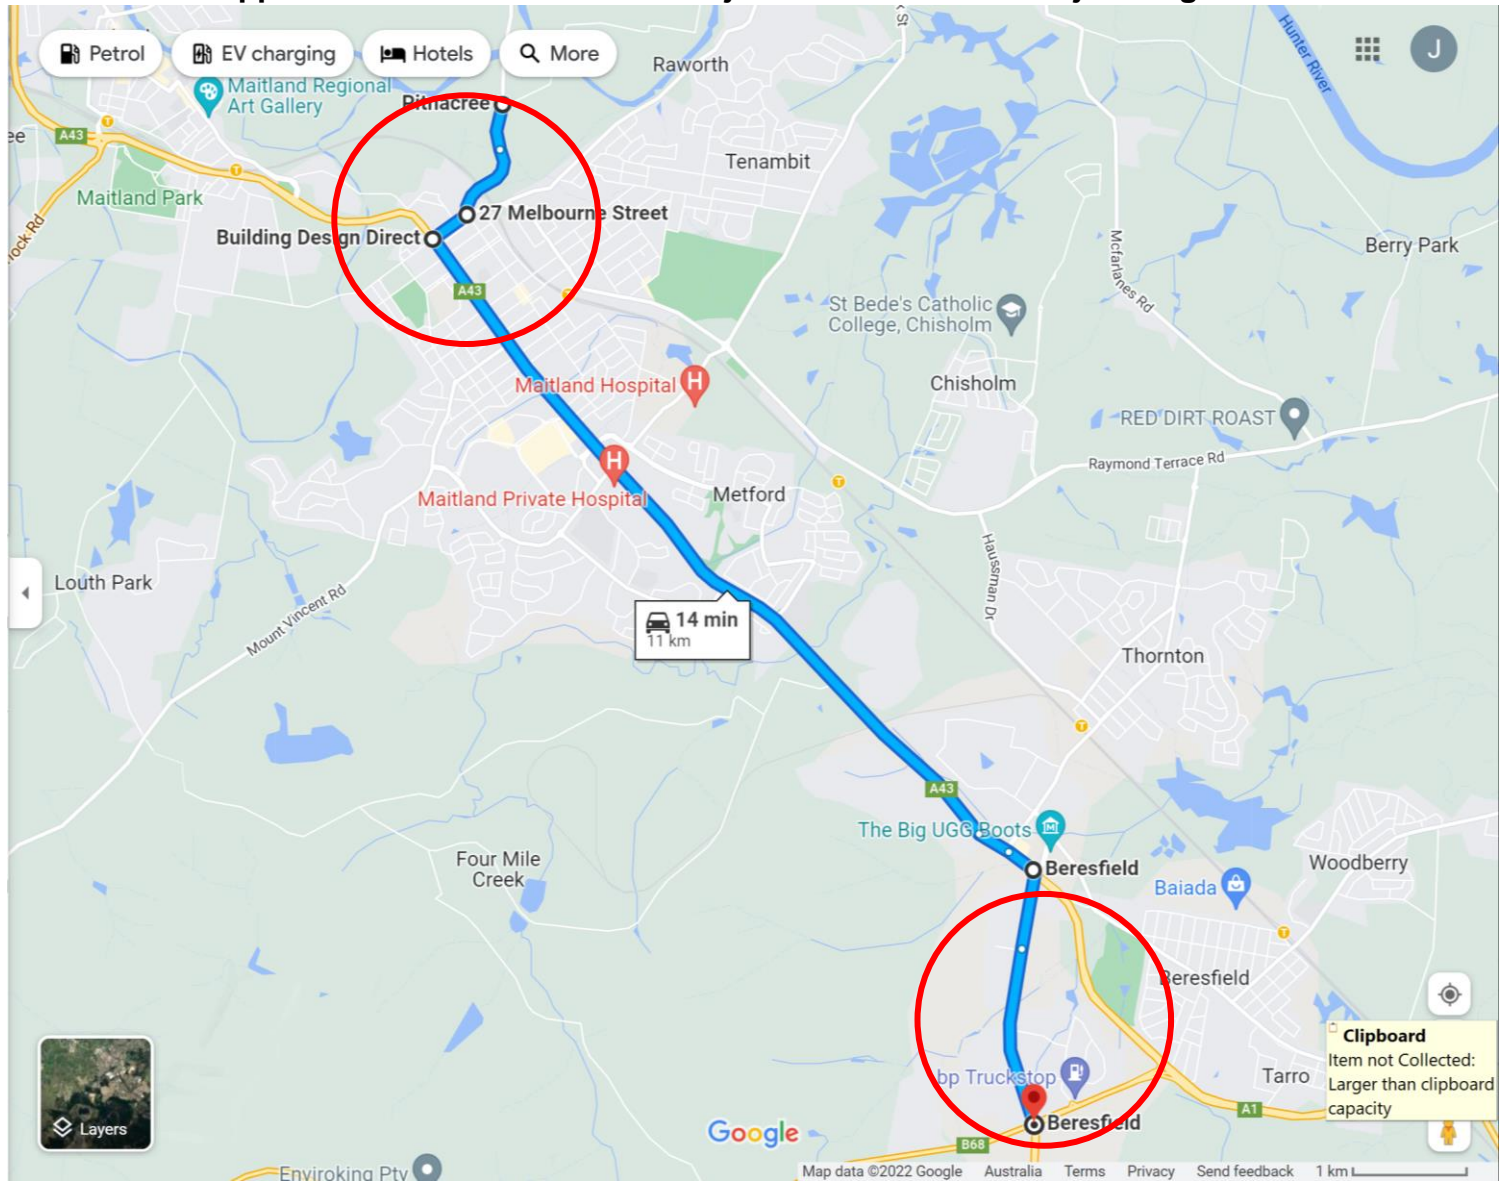 Petrol
EV charging
Hotels
More
J
Hunter River
Raworth
Maitland Regional
Art Gallery
Pitnacree
A43
Tenambit
Maitland Park
27 Melbourne Street
Building Design Direct
Berry Park
Mcfarlanes Rd
A43
St Bede's Catholic
College, Chisholm
Maitland Hospital
Chisholm
RED DIRT ROAST
Raymond Terrace Rd
Maitland Private Hospital
Metford
Haussman Dr
Louth Park
Mount Vincent Rd
14 min
11 km
Thornton
A43
The Big UGG Boots
Four Mile
Creek
Beresfield
Woodberry
Baiada
Beresfield
Clipboard
Item not Collected:
Larger than clipboard
capacity
bp Truckstop
Tarro
A1
Layers
Google
Beresfield
B68
Enviroking Pty
Map data ©2022 Google Australia Terms Privacy Send feedback 1 km